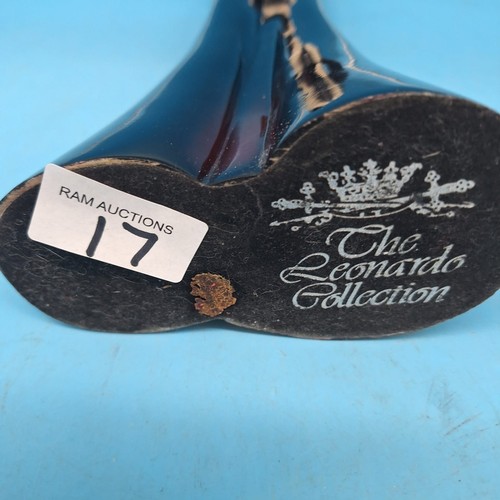 RAM AUCTIONS
17
The
Leonardo
Collection